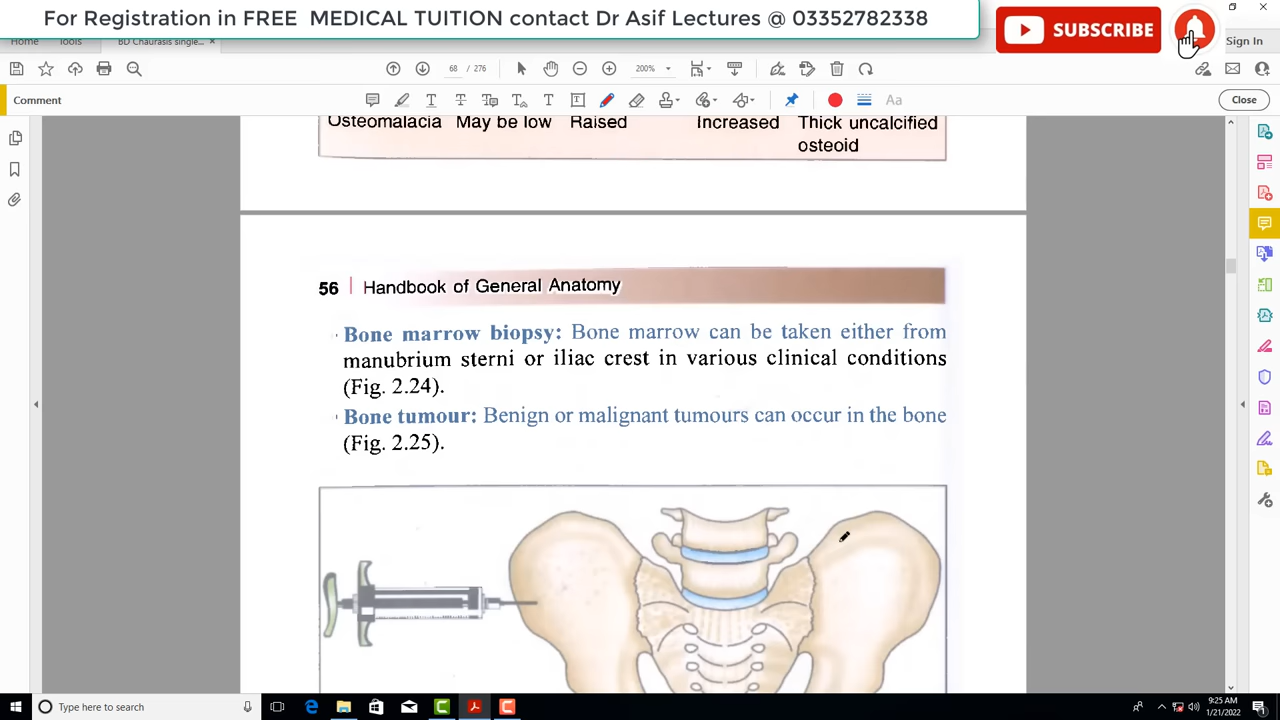 For Registration in FREE MEDICAL TUITION contact Dr Asif Lectures @ 03352782338
SUBSCRIBE
Home Tools BD Chaurasis single... × Sign In
68 / 276 200%
Comment Close
Osteomalacia May be low Raised Increased Thick uncalcified
osteoid
56 | Handbook of General Anatomy
Bone marrow biopsy: Bone marrow can be taken either from
manubrium sterni or iliac crest in various clinical conditions
(Fig. 2.24).
Bone tumour: Benign or malignant tumours can occur in the bone
(Fig. 2.25).
Type here to search
9:25 AM
1/21/2022